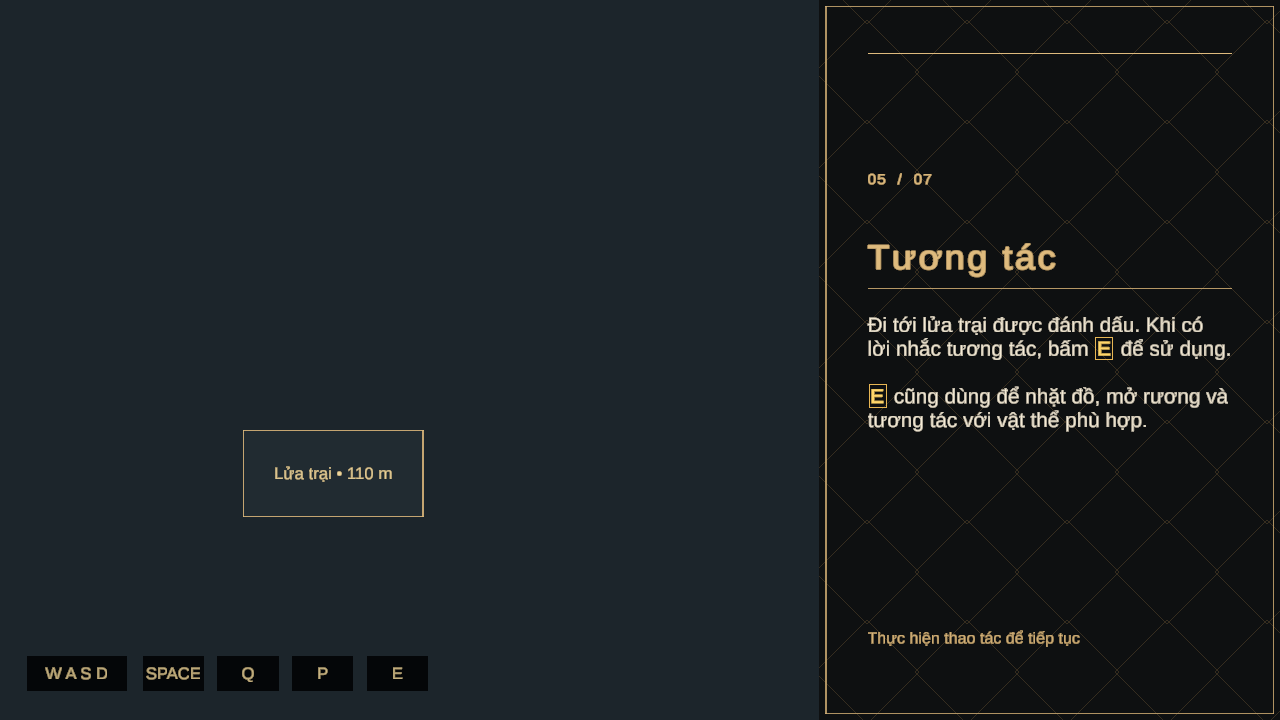 05 / 07
Tương tác
Đi tới lửa trại được đánh dấu. Khi có
lời nhắc tương tác, bấm E để sử dụng.
E cũng dùng để nhặt đồ, mở rương và
tương tác với vật thể phù hợp.
Lửa trại • 110 m
Thực hiện thao tác để tiếp tục
W A S D SPACE Q P E